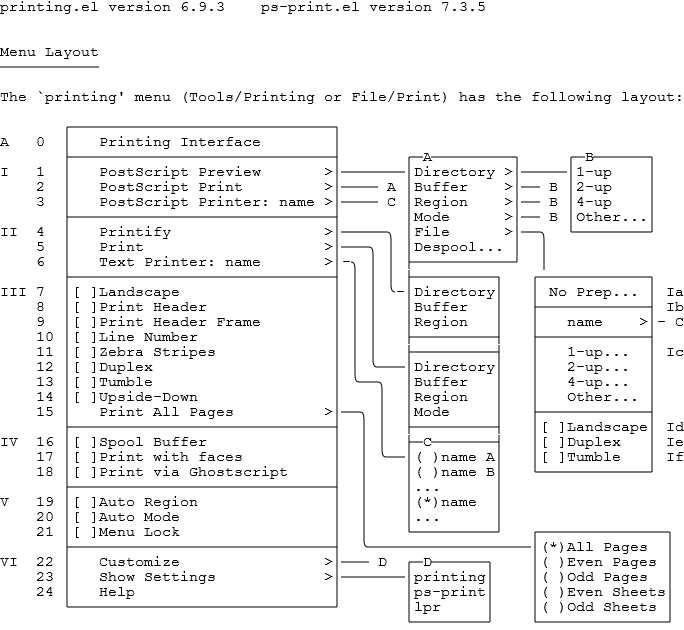 printing.el version 6.9.3    ps-print.el version 7.3.5
Menu Layout
The `printing' menu (Tools/Printing or File/Print) has the following layout:
A 0 Printing Interface A B
I 1 PostScript Preview > Directory > 1-up
2 PostScript Print > A Buffer > B 2-up
3 PostScript Printer: name > C Region > B 4-up
Mode > B Other...
II 4 Printify > File >
5 Print > Despool...
6 Text Printer: name >
III 7 [ ]Landscape Directory No Prep... Ia
8 [ ]Print Header Buffer Ib
9 [ ]Print Header Frame Region name > - C
10 [ ]Line Number
11 [ ]Zebra Stripes 1-up... Ic
12 [ ]Duplex Directory 2-up...
13 [ ]Tumble Buffer 4-up...
14 [ ]Upside-Down Region Other...
15 Print All Pages > Mode
[ ]Landscape Id
IV 16 [ ]Spool Buffer C [ ]Duplex Ie
17 [ ]Print with faces ( )name A [ ]Tumble If
18 [ ]Print via Ghostscript ( )name B
...
V 19 [ ]Auto Region (*)name
20 [ ]Auto Mode ...
21 [ ]Menu Lock
(*)All Pages
VI 22 Customize > D D ( )Even Pages
23 Show Settings > printing ( )Odd Pages
24 Help ps-print ( )Even Sheets
lpr ( )Odd Sheets